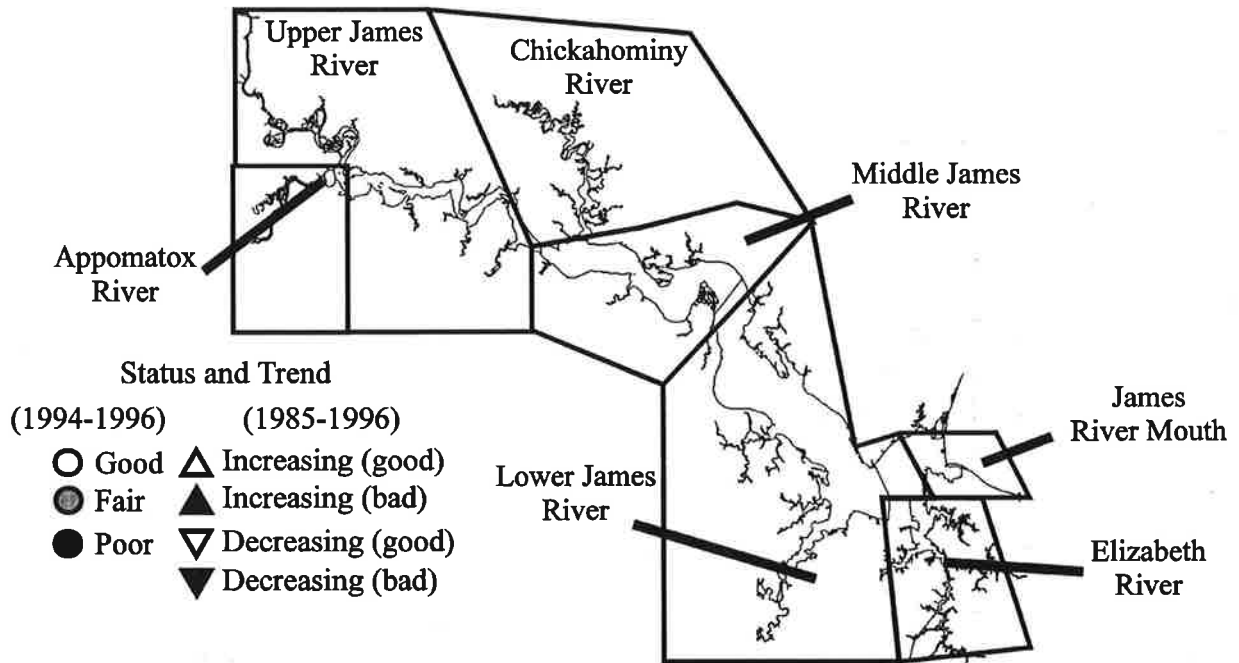 Upper James
River
Chickahominy
River
Middle James
River
Appomatox
River
Status and Trend
(1994-1996) (1985-1996)
Good Increasing (good)
Fair Increasing (bad)
Poor Decreasing (good)
Decreasing (bad)
James
River Mouth
Lower James
River
Elizabeth
River